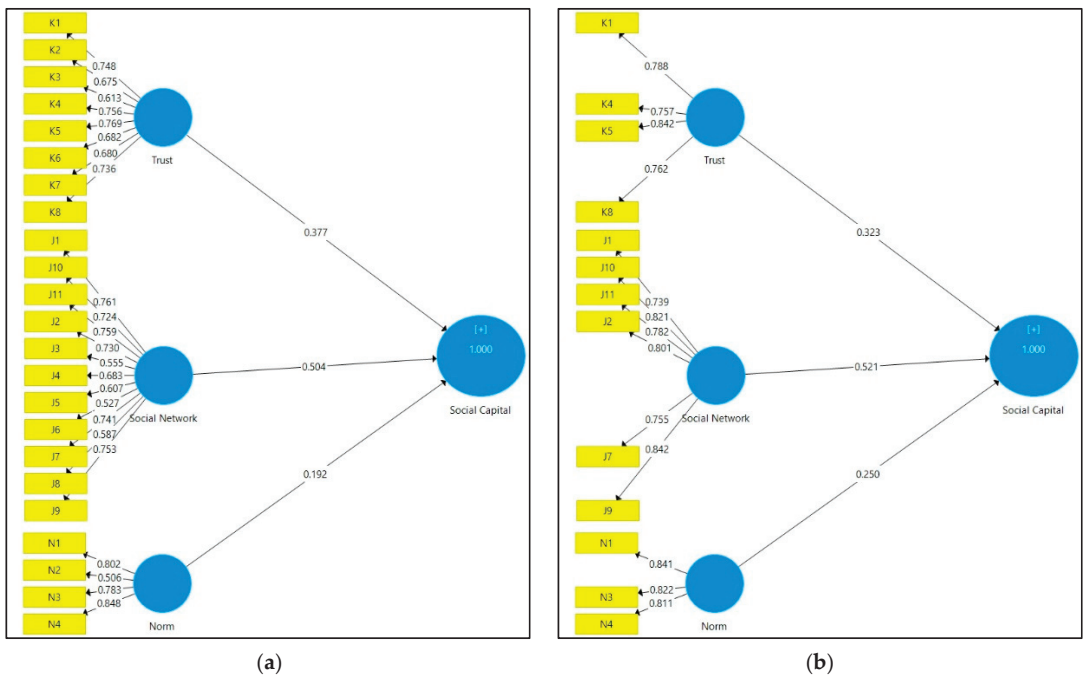 K1
K2
K3
K4
K5
K6
K7
K8
0.748
0.675
0.613
0.756
0.769
0.682
0.680
0.736
Trust
J1
J10
J11
J2
J3
J4
J5
J6
J7
J8
J9
0.761
0.724
0.759
0.730
0.555
0.683
0.607
0.527
0.741
0.587
0.753
Social Network
N1
N2
N3
N4
0.802
0.506
0.783
0.848
Norm
0.377
0.504
0.192
[+]
1.000
Social Capital
(a)
K1
K4
K5
K8
0.788
0.757
0.842
0.762
Trust
J1
J10
J11
J2
J7
J9
0.739
0.821
0.782
0.801
0.755
0.842
Social Network
N1
N3
N4
0.841
0.822
0.811
Norm
0.323
0.521
0.250
[+]
1.000
Social Capital
(b)